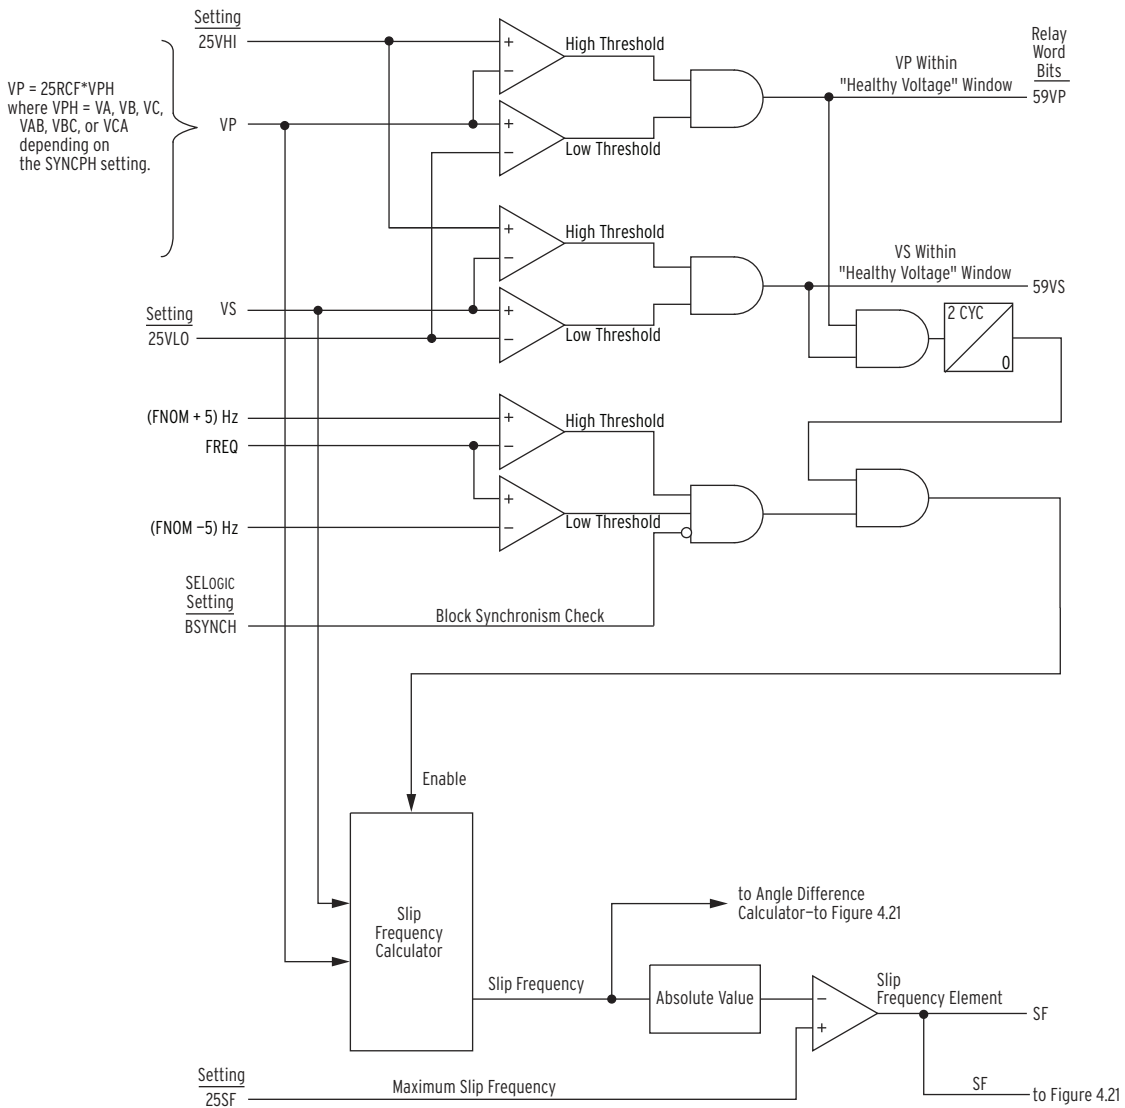 Setting
25VHI
VP = 25RCF*VPH
where VPH = VA, VB, VC,
VAB, VBC, or VCA
depending on
the SYNCPH setting.
VP
+
−
High Threshold
+
−
Low Threshold
VP Within
"Healthy Voltage" Window
Relay
Word
Bits
59VP
VS
Setting
25VLO
+
−
High Threshold
+
−
Low Threshold
VS Within
"Healthy Voltage" Window
59VS
2 CYC
0
(FNOM + 5) Hz
FREQ
(FNOM −5) Hz
+
−
High Threshold
+
−
Low Threshold
SELOGIC
Setting
BSYNCH
Block Synchronism Check
Enable
Slip
Frequency
Calculator
to Angle Difference
Calculator–to Figure 4.21
Slip Frequency
Absolute Value
−
+
Slip
Frequency Element
SF
SF
to Figure 4.21
Setting
25SF
Maximum Slip Frequency